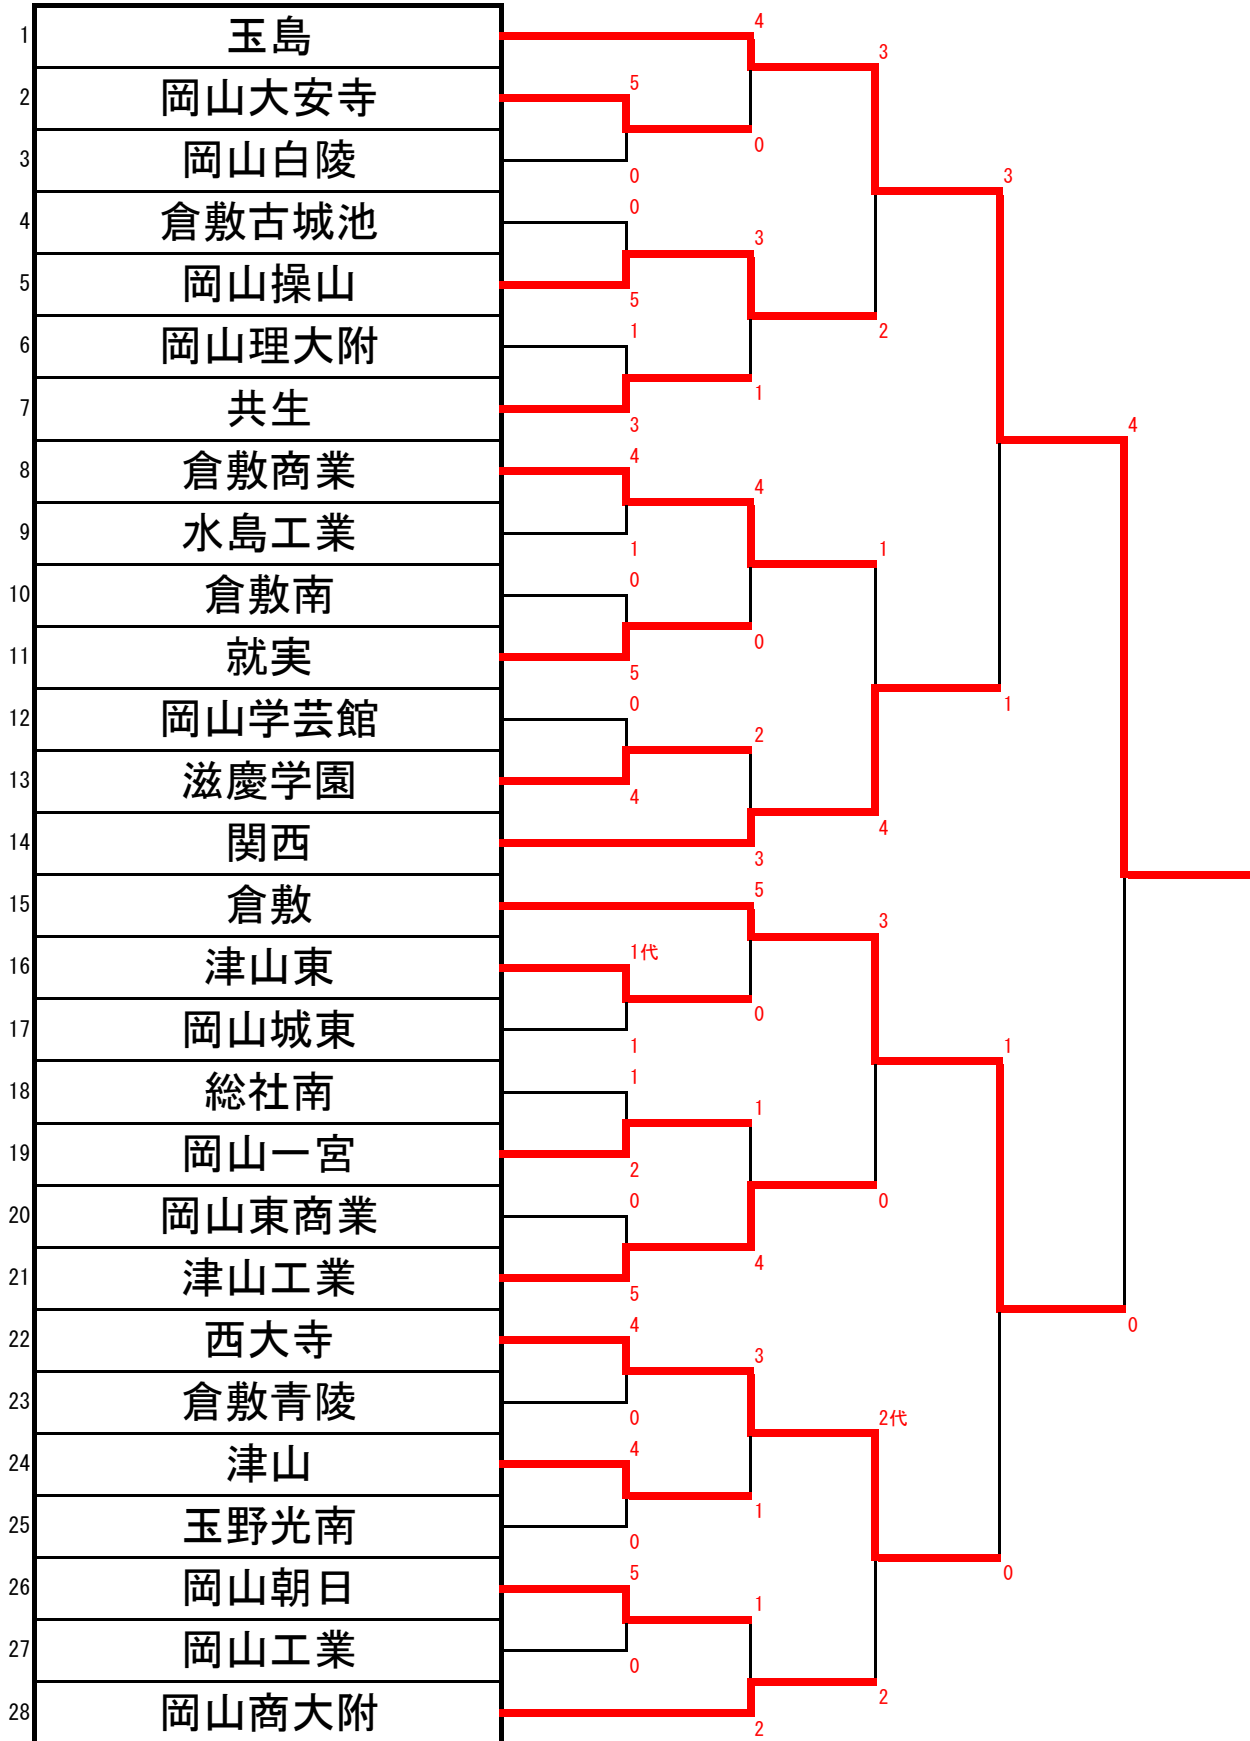 1 玉島 4
3
2 岡山大安寺 5
0
3 岡山白陵 0
3
4 倉敷古城池 0
3
5 岡山操山 5
2
6 岡山理大附 1
1
7 共生 3
4
8 倉敷商業 4
4
9 水島工業 1
1
10 倉敷南 0
0
11 就実 5
1
12 岡山学芸館 0
2
13 滋慶学園 4
4
14 関西 3
15 倉敷 5
3
16 津山東 1代
0
17 岡山城東 1
1
18 総社南 1
1
19 岡山一宮 2
0
20 岡山東商業 0
4
21 津山工業 5
0
22 西大寺 4
3
23 倉敷青陵 0
2代
24 津山 4
1
25 玉野光南 0
0
26 岡山朝日 5
1
27 岡山工業 0
2
28 岡山商大附 2